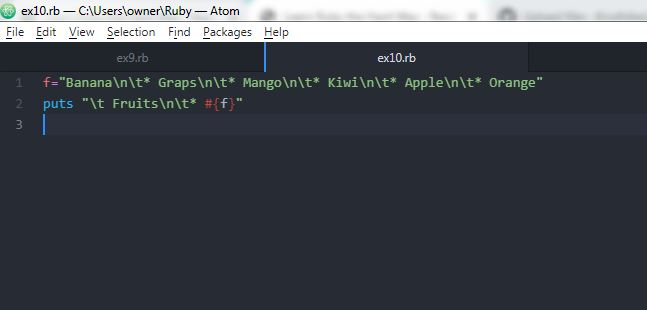 ex10.rb — C:\Users\owner\Ruby — Atom
File Edit View Selection Find Packages Help
ex9.rb ex10.rb
1 f="Banana\n\t* Graps\n\t* Mango\n\t* Kiwi\n\t* Apple\n\t* Orange"
2 puts "\t Fruits\n\t* #{f}"
3